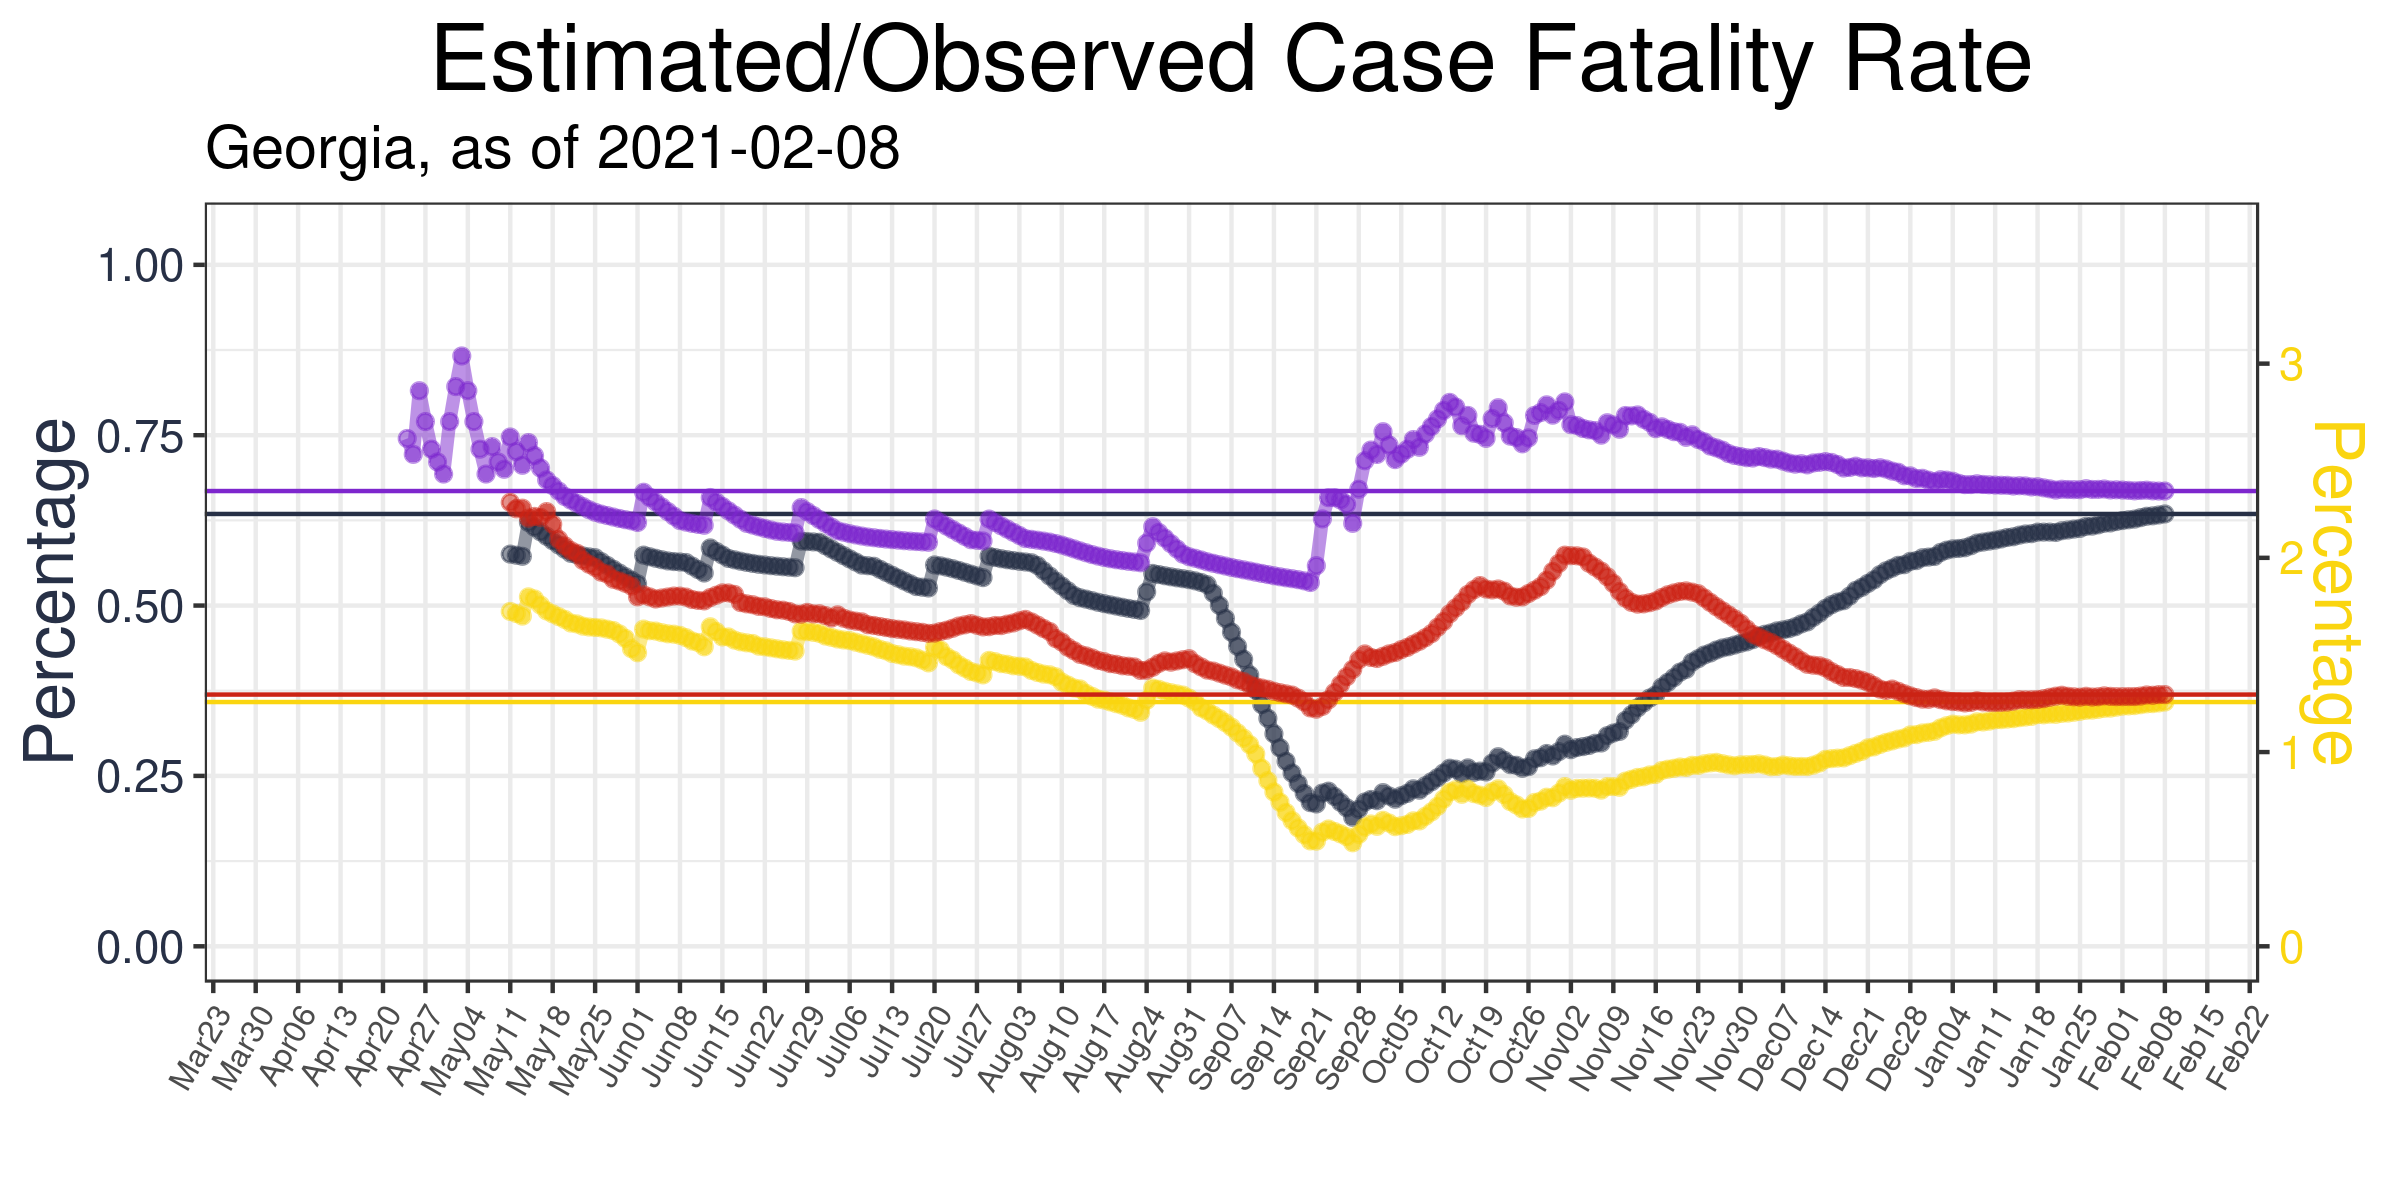 Estimated/Observed Case Fatality Rate
Georgia, as of 2021-02-08
Percentage
1.00
0.75
0.50
0.25
0.00
3
2
1
0
Percentage
Mar23
Mar30
Apr06
Apr13
Apr20
Apr27
May04
May11
May18
May25
Jun01
Jun08
Jun15
Jun22
Jun29
Jul06
Jul13
Jul20
Jul27
Aug03
Aug10
Aug17
Aug24
Aug31
Sep07
Sep14
Sep21
Sep28
Oct05
Oct12
Oct19
Oct26
Nov02
Nov09
Nov16
Nov23
Nov30
Dec07
Dec14
Dec21
Dec28
Jan04
Jan11
Jan18
Jan25
Feb01
Feb08
Feb15
Feb22